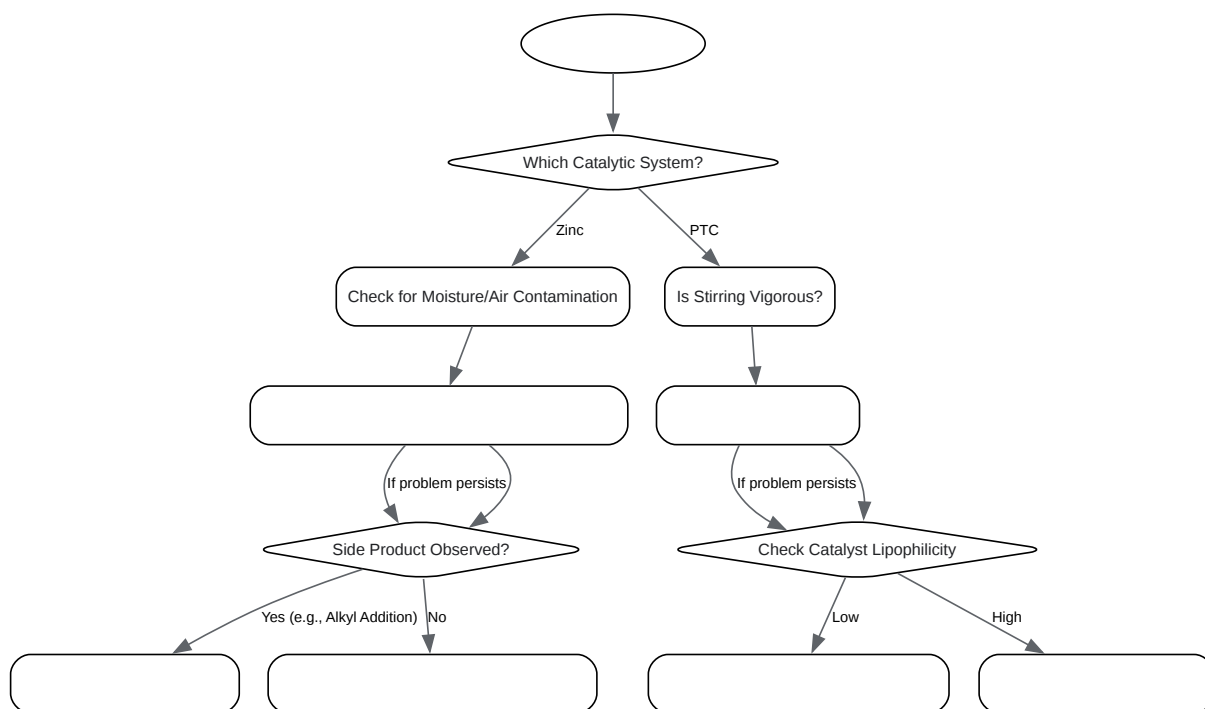 Which Catalytic System?
Zinc
PTC
Check for Moisture/Air Contamination
Is Stirring Vigorous?
If problem persists
If problem persists
Side Product Observed?
Check Catalyst Lipophilicity
Yes (e.g., Alkyl Addition)
No
Low
High